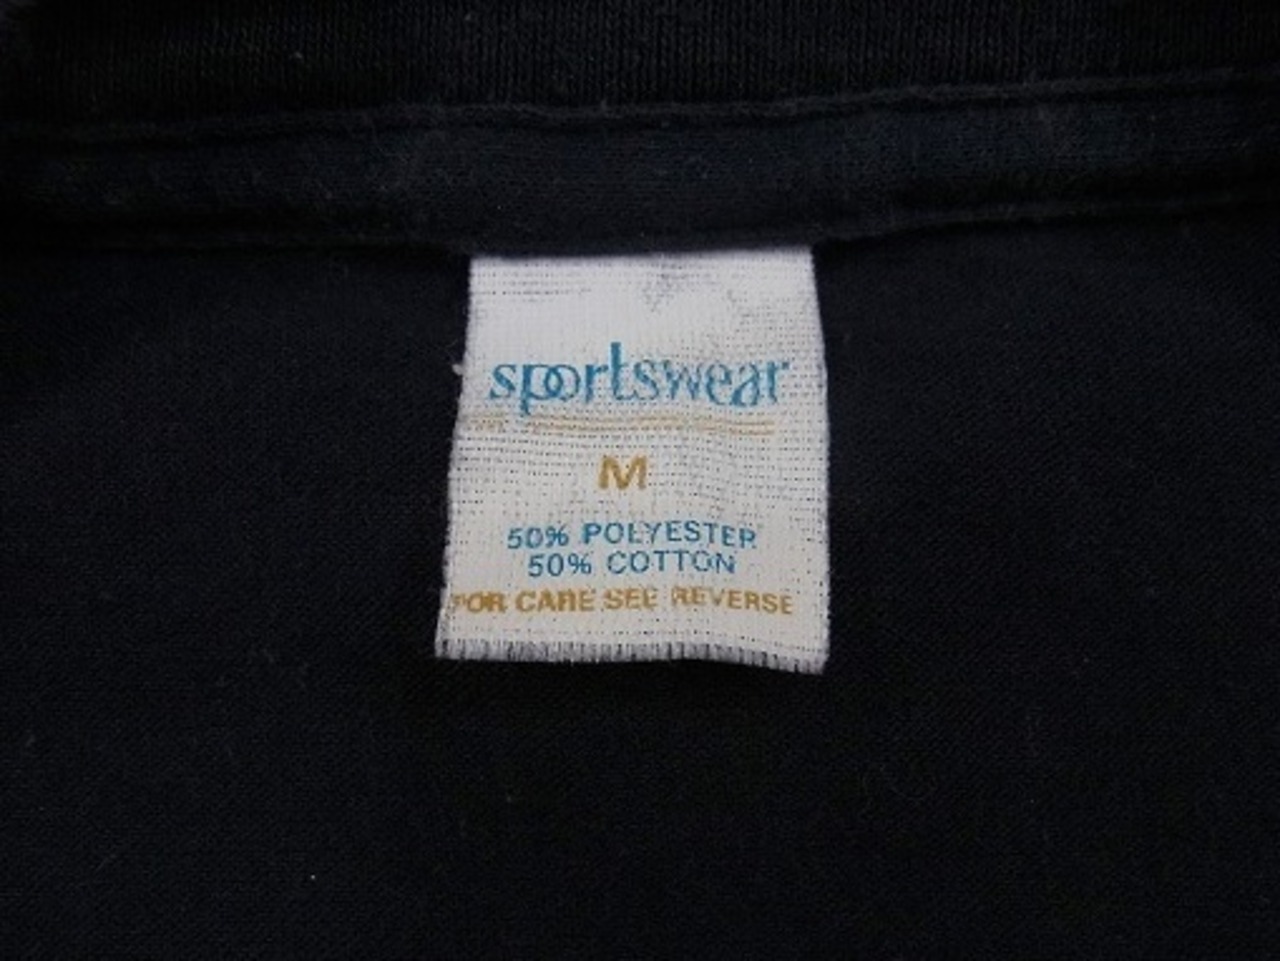 sportswear
M
50% POLYESTER
50% COTTON
FOR CARE SEE REVERSE